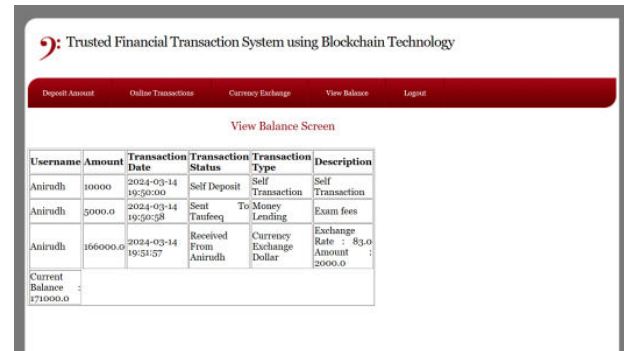 Trusted Financial Transaction System using Blockchain Technology
Deposit Amount Online Transactions Currency Exchange View Balance Logout
View Balance Screen
Username Amount Transaction Date Transaction Status Transaction Type Description
Anirudh 10000 2024-03-14 19:50:00 Self Deposit Self Transaction Self Transaction
Anirudh 5000.0 2024-03-14 19:50:58 Sent To Taufeeq Money Lending Exam fees
Anirudh 166000.0 2024-03-14 19:51:57 Received From Anirudh Currency Exchange Dollar Exchange Rate : 83.0 Amount : 2000.0
Current Balance : 171000.0